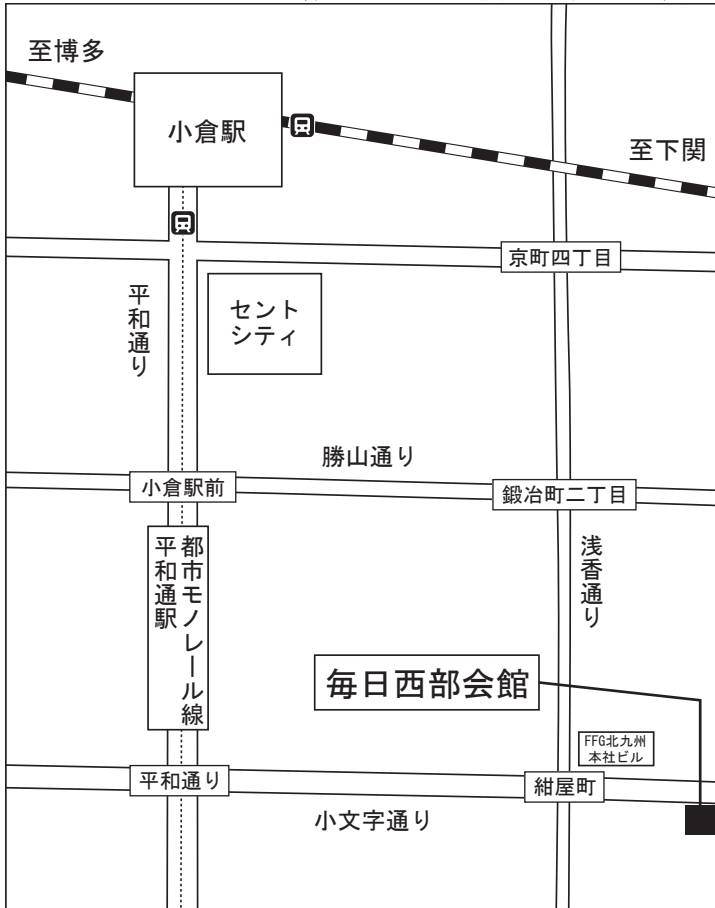 至博多
小倉駅
至下関
京町四丁目
平和通り
セント
シティ
勝山通り
小倉駅前
鍛冶町二丁目
都市モノレール線
平和通駅
浅香通り
毎日西部会館
FFG北九州
本社ビル
平和通り
紺屋町
小文字通り